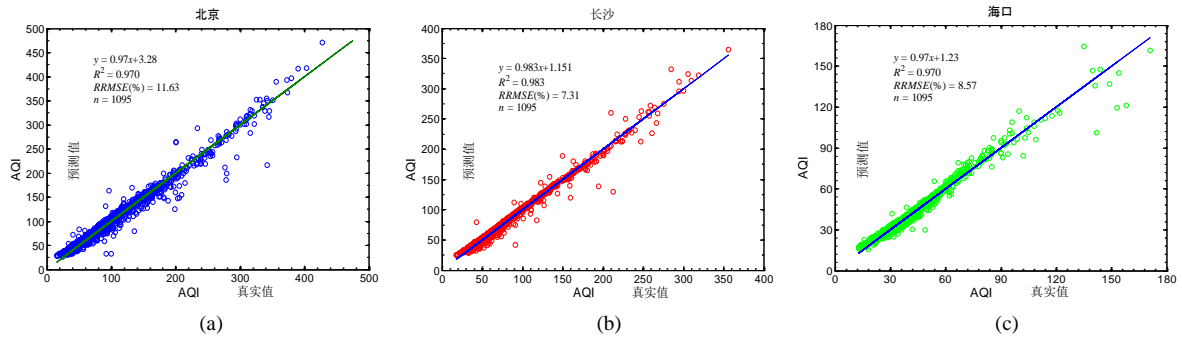 北京
500
450
400
350
300
250
200
150
100
50
0
AQI
预测值
y = 0.97x+3.28
R² = 0.970
RRMSE(%) = 11.63
n = 1095
0 100 200 300 400 500
AQI 真实值
(a)
长沙
400
350
300
250
200
150
100
50
0
AQI
预测值
y = 0.983x+1.151
R² = 0.983
RRMSE(%) = 7.31
n = 1095
0 50 100 150 200 250 300 350 400
AQI 真实值
(b)
海口
180
150
120
90
60
30
0
AQI
预测值
y = 0.97x+1.23
R² = 0.970
RRMSE(%) = 8.57
n = 1095
0 30 60 90 120 150 180
AQI 真实值
(c)